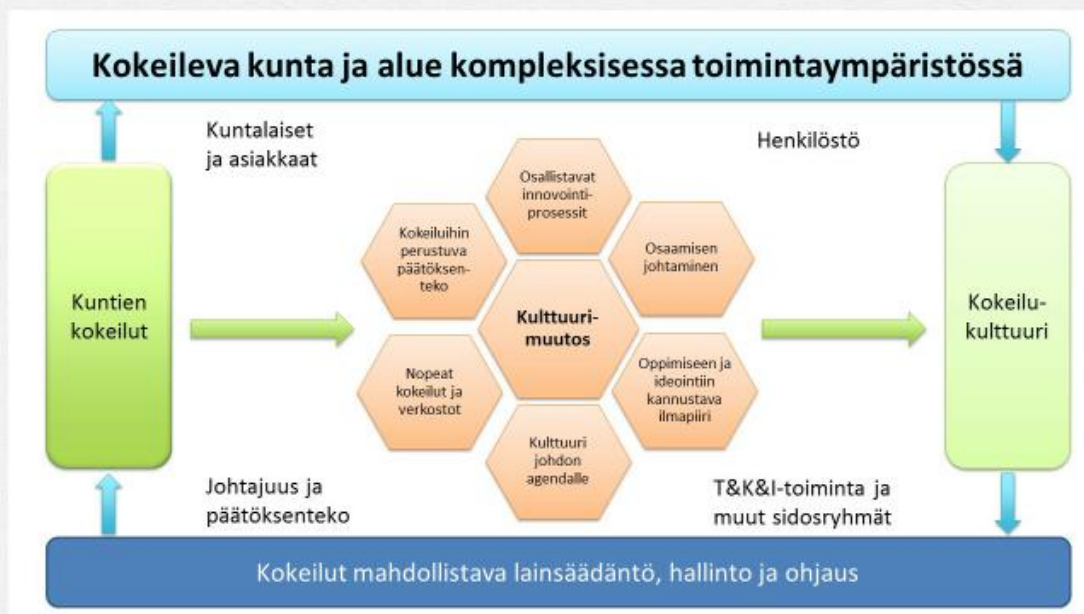 Kokeileva kunta ja alue kompleksisessa toimintaympäristössä
Kuntalaiset
ja asiakkaat
Henkilöstö
Kuntien
kokeilut
Osallistavat
innovointi-
prosessit
Kokeiluihin
perustuva
päätöksen-
teko
Osaamisen
johtaminen
Kulttuuri-
muutos
Nopeat
kokeilut ja
verkostot
Oppimiseen ja
ideointiin
kannustava
ilmapiiri
Kulttuuri
johdon
agendalle
Kokeilu-
kulttuuri
Johtajuus ja
päätöksenteko
T&K&I-toiminta ja
muut sidosryhmät
Kokeilut mahdollistava lainsäädäntö, hallinto ja ohjaus